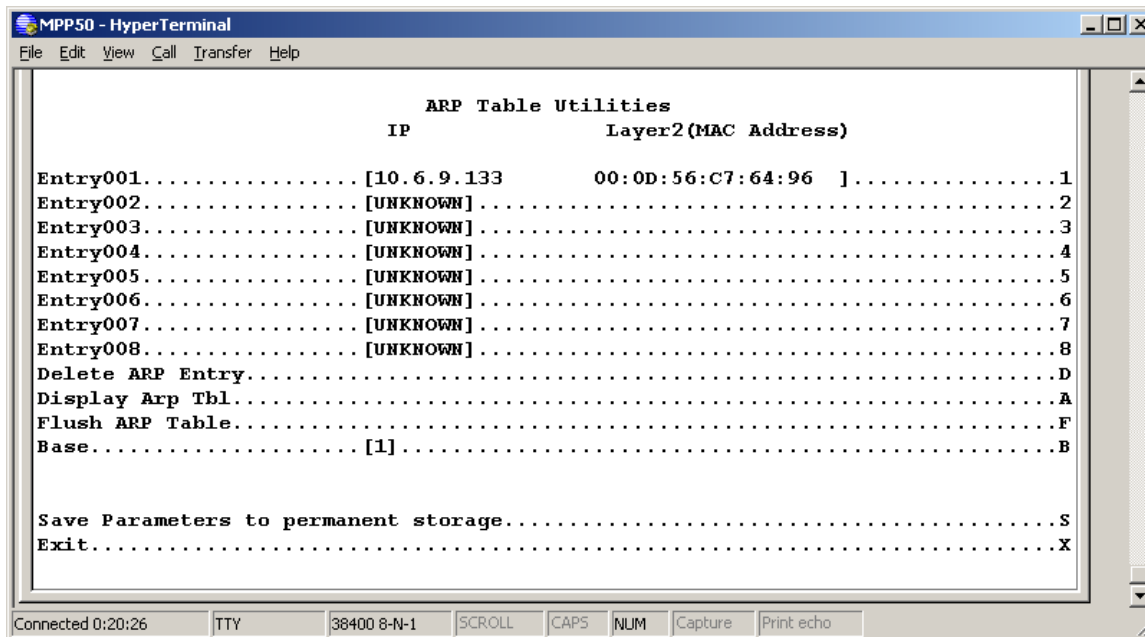 MPP50 - HyperTerminal
File Edit View Call Transfer Help
ARP Table Utilities
IP Layer2(MAC Address)
Entry001.................[10.6.9.133 00:0D:56:C7:64:96 ]................1
Entry002.................[UNKNOWN]............................................2
Entry003.................[UNKNOWN]............................................3
Entry004.................[UNKNOWN]............................................4
Entry005.................[UNKNOWN]............................................5
Entry006.................[UNKNOWN]............................................6
Entry007.................[UNKNOWN]............................................7
Entry008.................[UNKNOWN]............................................8
Delete ARP Entry..............................................................D
Display Arp Tbl...............................................................A
Flush ARP Table...............................................................F
Base.....................[1]..................................................B
Save Parameters to permanent storage..........................................S
Exit..........................................................................X
Connected 0:20:26 TTY 38400 8-N-1 SCROLL CAPS NUM Capture Print echo